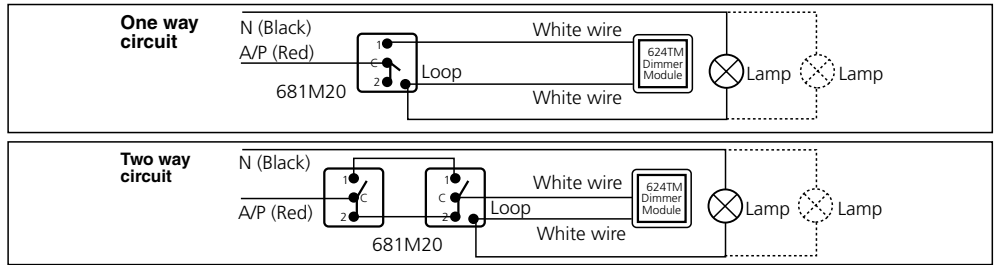 One way
circuit
N (Black)
A/P (Red)
White wire
1
C
2
Loop
681M20
White wire
624TM
Dimmer
Module
Lamp
Lamp
Two way
circuit
N (Black)
A/P (Red)
1
C
2
1
C
2
Loop
681M20
White wire
White wire
624TM
Dimmer
Module
Lamp
Lamp